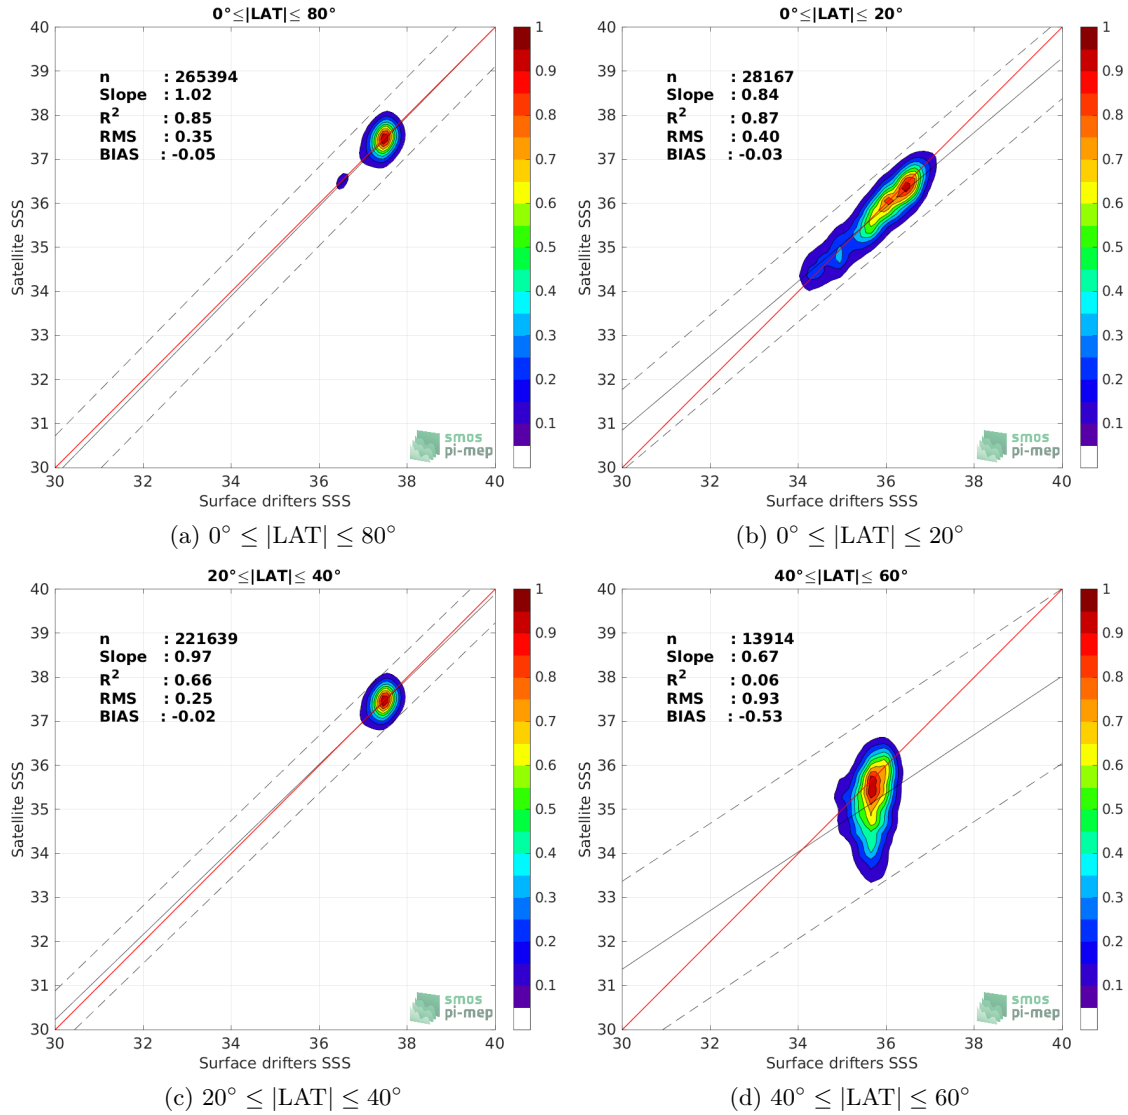 0°≤|LAT|≤ 80°
n : 265394
Slope : 1.02
R² : 0.85
RMS : 0.35
BIAS : -0.05
Satellite SSS
40
39
38
37
36
35
34
33
32
31
30
30 32 34 36 38 40
Surface drifters SSS
1
0.9
0.8
0.7
0.6
0.5
0.4
0.3
0.2
0.1
smos
pi-mep
(a) 0° ≤ |LAT| ≤ 80°
0°≤|LAT|≤ 20°
n : 28167
Slope : 0.84
R² : 0.87
RMS : 0.40
BIAS : -0.03
Satellite SSS
40
39
38
37
36
35
34
33
32
31
30
30 32 34 36 38 40
Surface drifters SSS
1
0.9
0.8
0.7
0.6
0.5
0.4
0.3
0.2
0.1
smos
pi-mep
(b) 0° ≤ |LAT| ≤ 20°
20°≤|LAT|≤ 40°
n : 221639
Slope : 0.97
R² : 0.66
RMS : 0.25
BIAS : -0.02
Satellite SSS
40
39
38
37
36
35
34
33
32
31
30
30 32 34 36 38 40
Surface drifters SSS
1
0.9
0.8
0.7
0.6
0.5
0.4
0.3
0.2
0.1
smos
pi-mep
(c) 20° ≤ |LAT| ≤ 40°
40°≤|LAT|≤ 60°
n : 13914
Slope : 0.67
R² : 0.06
RMS : 0.93
BIAS : -0.53
Satellite SSS
40
39
38
37
36
35
34
33
32
31
30
30 32 34 36 38 40
Surface drifters SSS
1
0.9
0.8
0.7
0.6
0.5
0.4
0.3
0.2
0.1
smos
pi-mep
(d) 40° ≤ |LAT| ≤ 60°